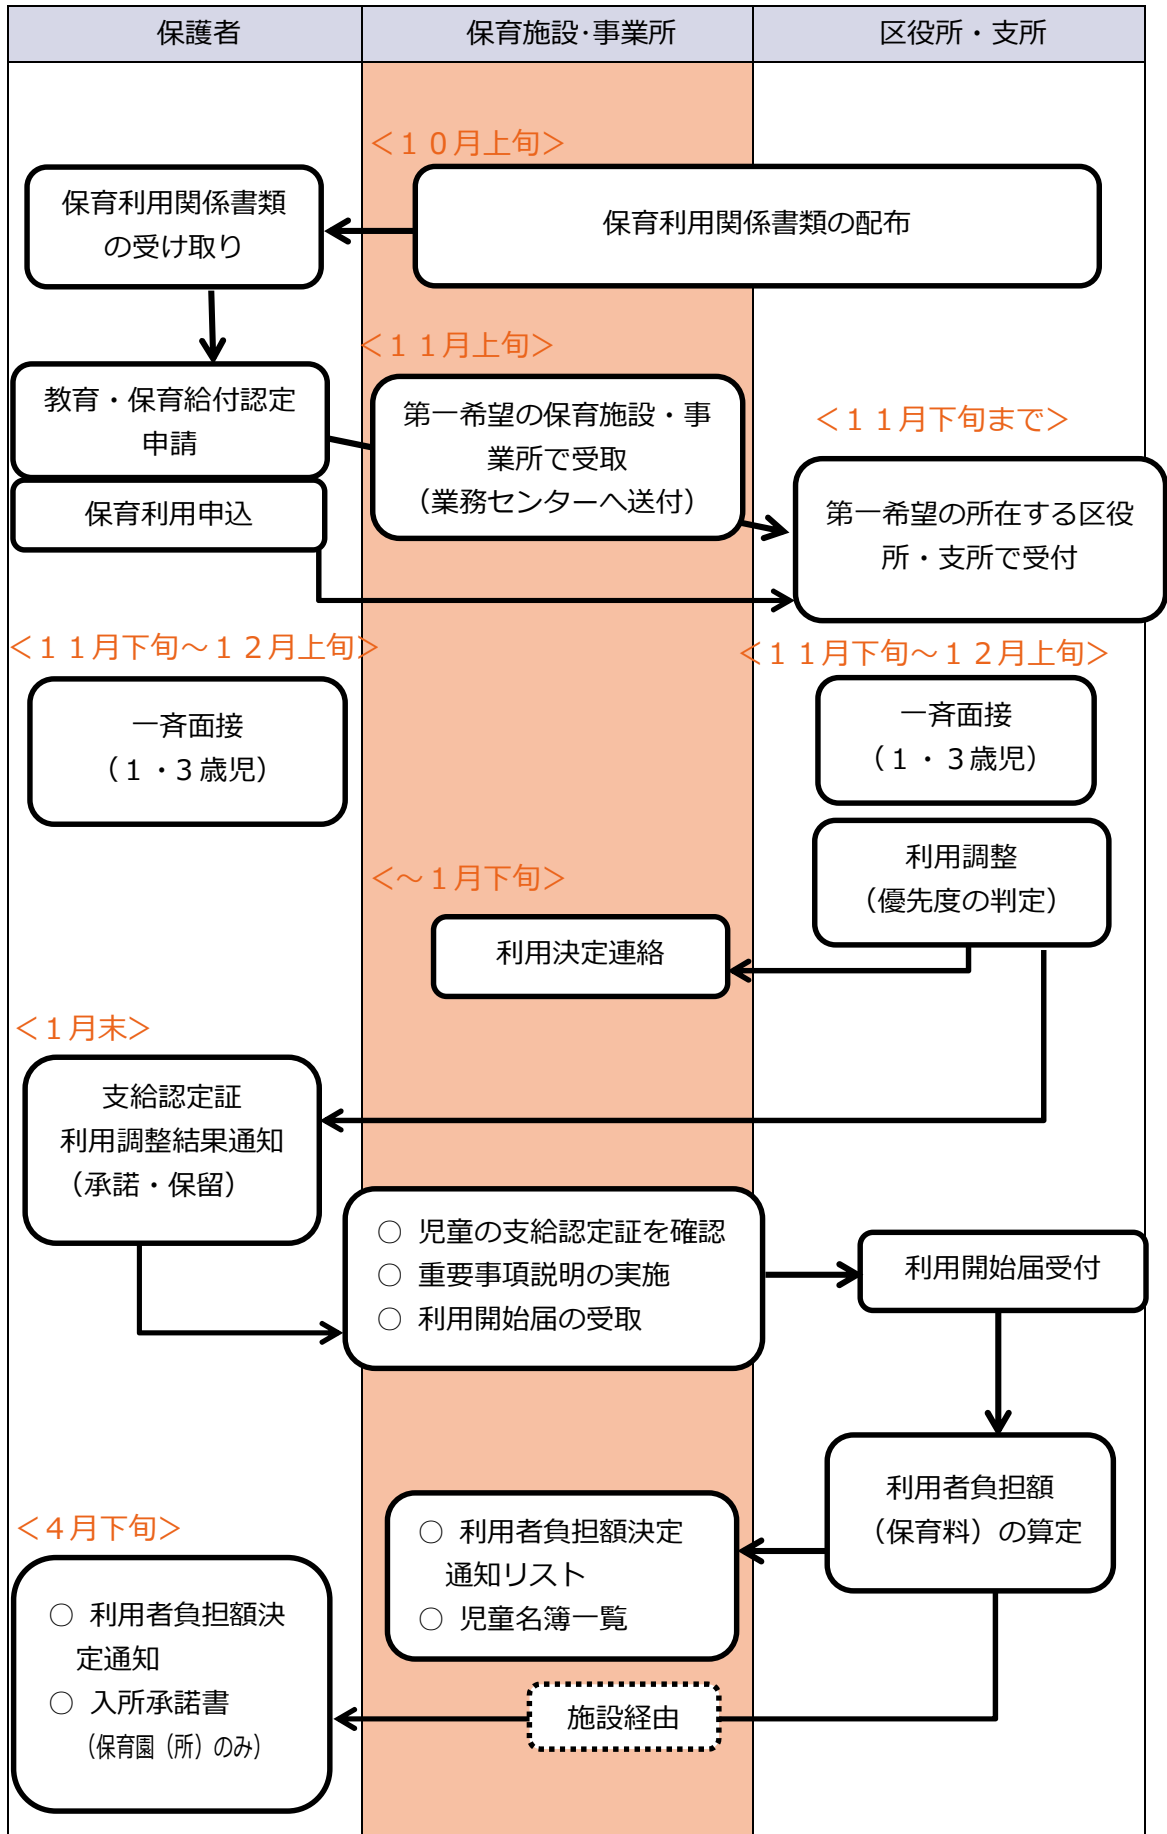 保護者
保育施設･事業所
区役所・支所
＜１０月上旬＞
保育利用関係書類
の受け取り
保育利用関係書類の配布
＜１１月上旬＞
教育・保育給付認定
申請
保育利用申込
第一希望の保育施設・事
業所で受取
（業務センターへ送付）
＜１１月下旬まで＞
第一希望の所在する区役
所・支所で受付
＜１１月下旬～１２月上旬＞
一斉面接
（１・３歳児）
＜１１月下旬～１２月上旬＞
一斉面接
（１・３歳児）
利用調整
（優先度の判定）
＜～１月下旬＞
利用決定連絡
＜１月末＞
支給認定証
利用調整結果通知
（承諾・保留）
○ 児童の支給認定証を確認
○ 重要事項説明の実施
○ 利用開始届の受取
利用開始届受付
利用者負担額
（保育料）の算定
○ 利用者負担額決定
通知リスト
○ 児童名簿一覧
＜４月下旬＞
○ 利用者負担額決
定通知
○ 入所承諾書
（保育園（所）のみ）
施設経由